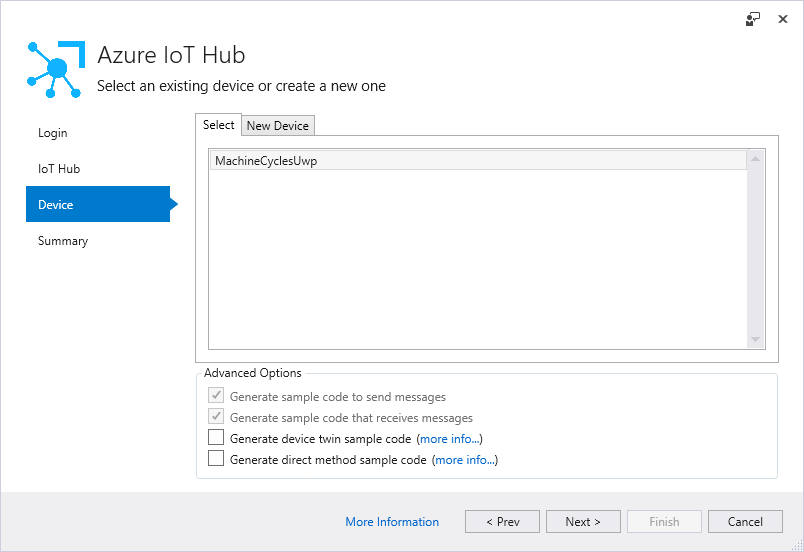 Azure IoT Hub
Select an existing device or create a new one
Login
IoT Hub
Device
Summary
Select
New Device
MachineCyclesUwp
Advanced Options
Generate sample code to send messages
Generate sample code that receives messages
Generate device twin sample code (more info...)
Generate direct method sample code (more info...)
More Information
< Prev
Next >
Finish
Cancel